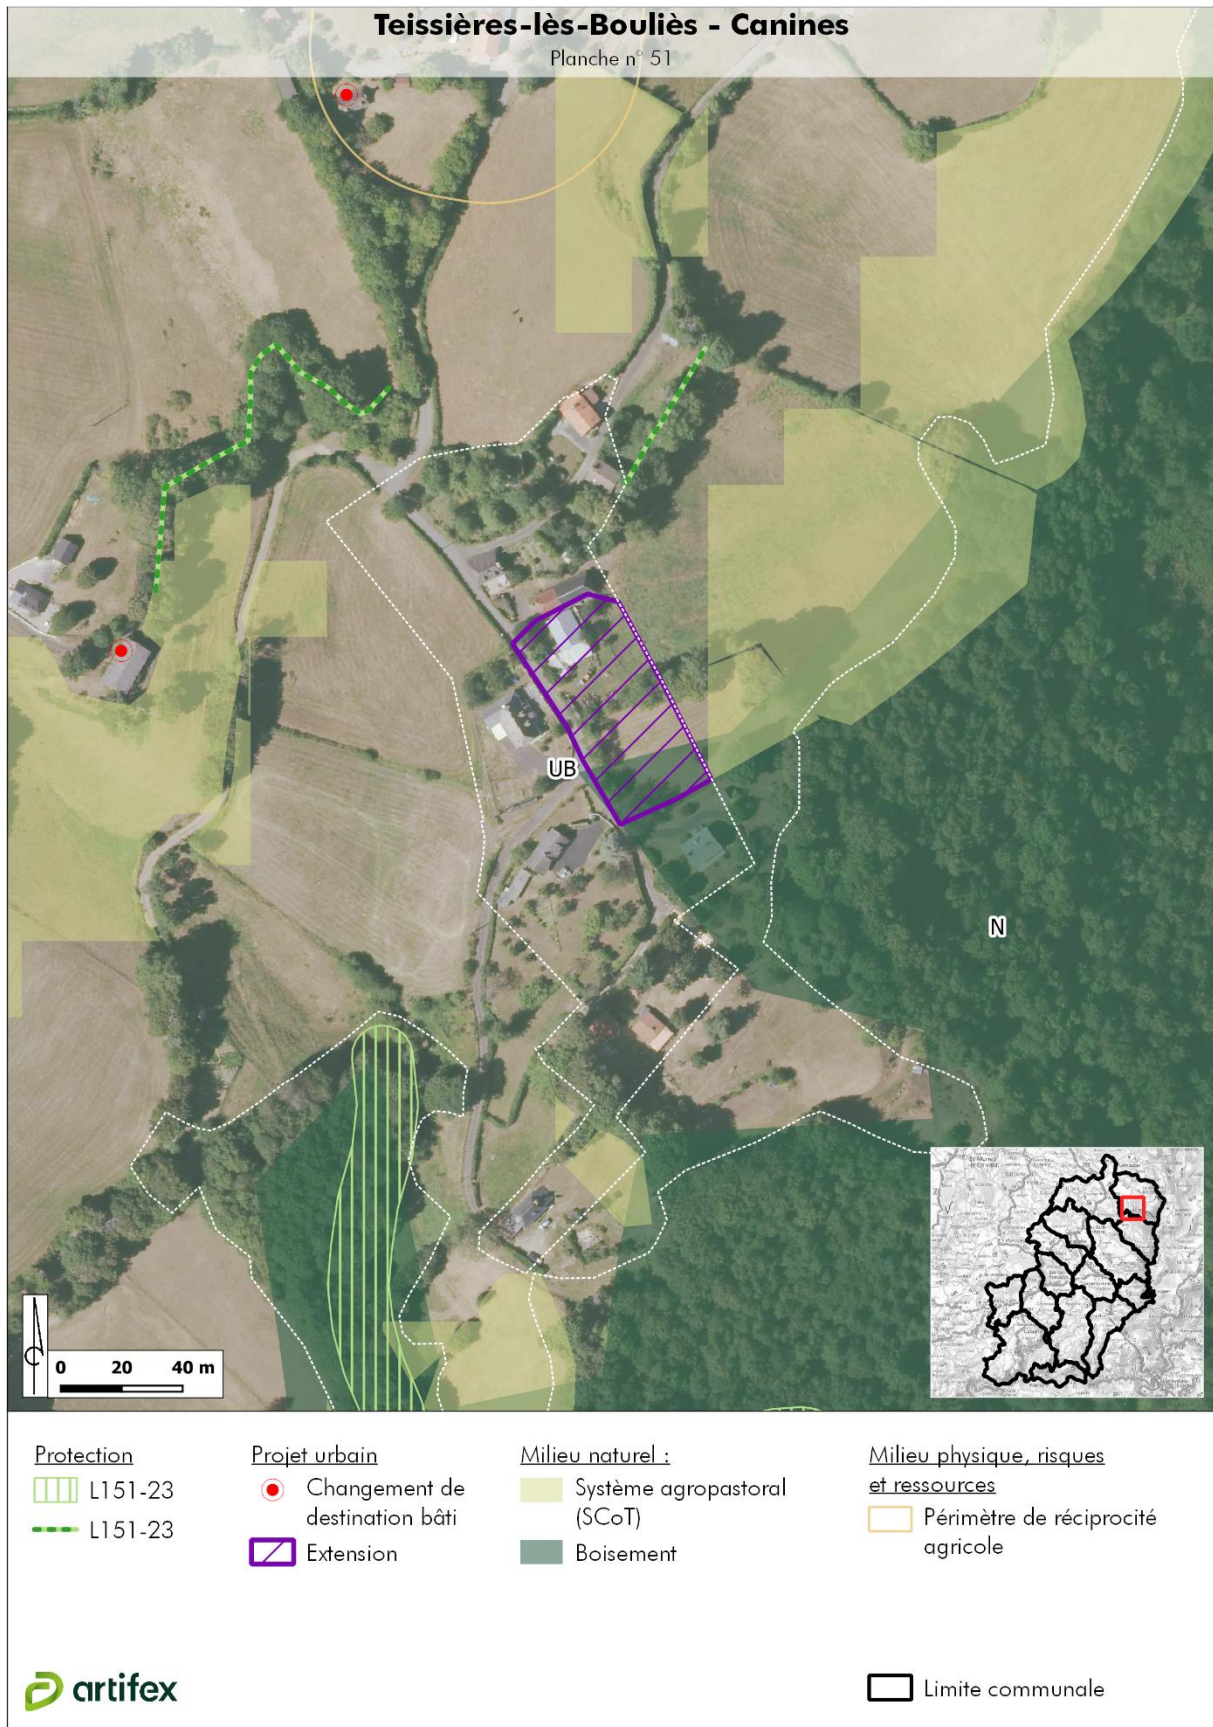 Teissières-lès-Bouliès - Canines
Planche n° 51
UB
N
0 20 40 m
Protection
L151-23
L151-23
Projet urbain
Changement de
destination bâti
Extension
Milieu naturel :
Système agropastoral
(SCoT)
Boisement
Milieu physique, risques
et ressources
Périmètre de réciprocité
agricole
artifex
Limite communale